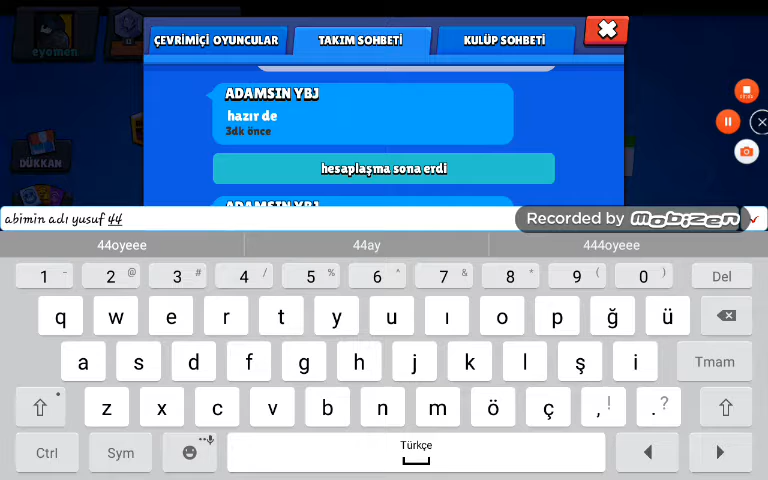 eyomen
ÇEVRİMİÇİ OYUNCULAR
TAKIM SOHBETİ
KULÜP SOHBETİ
ADAMSIN YBJ
hazır de
3dk önce
DÜKKAN
hesaplaşma sona erdi
ADAMSIN YBJ
abimin adı yusuf 44
Recorded by MOBIZEN
44oyeee 44ay 444oyeee
1 - 2 @ 3 # 4 / 5 % 6 ^ 7 & 8 * 9 ( 0 ) Del
q w e r t y u ı o p ğ ü
a s d f g h j k l ş i Tmam
z x c v b n m ö ç , ! . ?
Ctrl Sym Türkçe